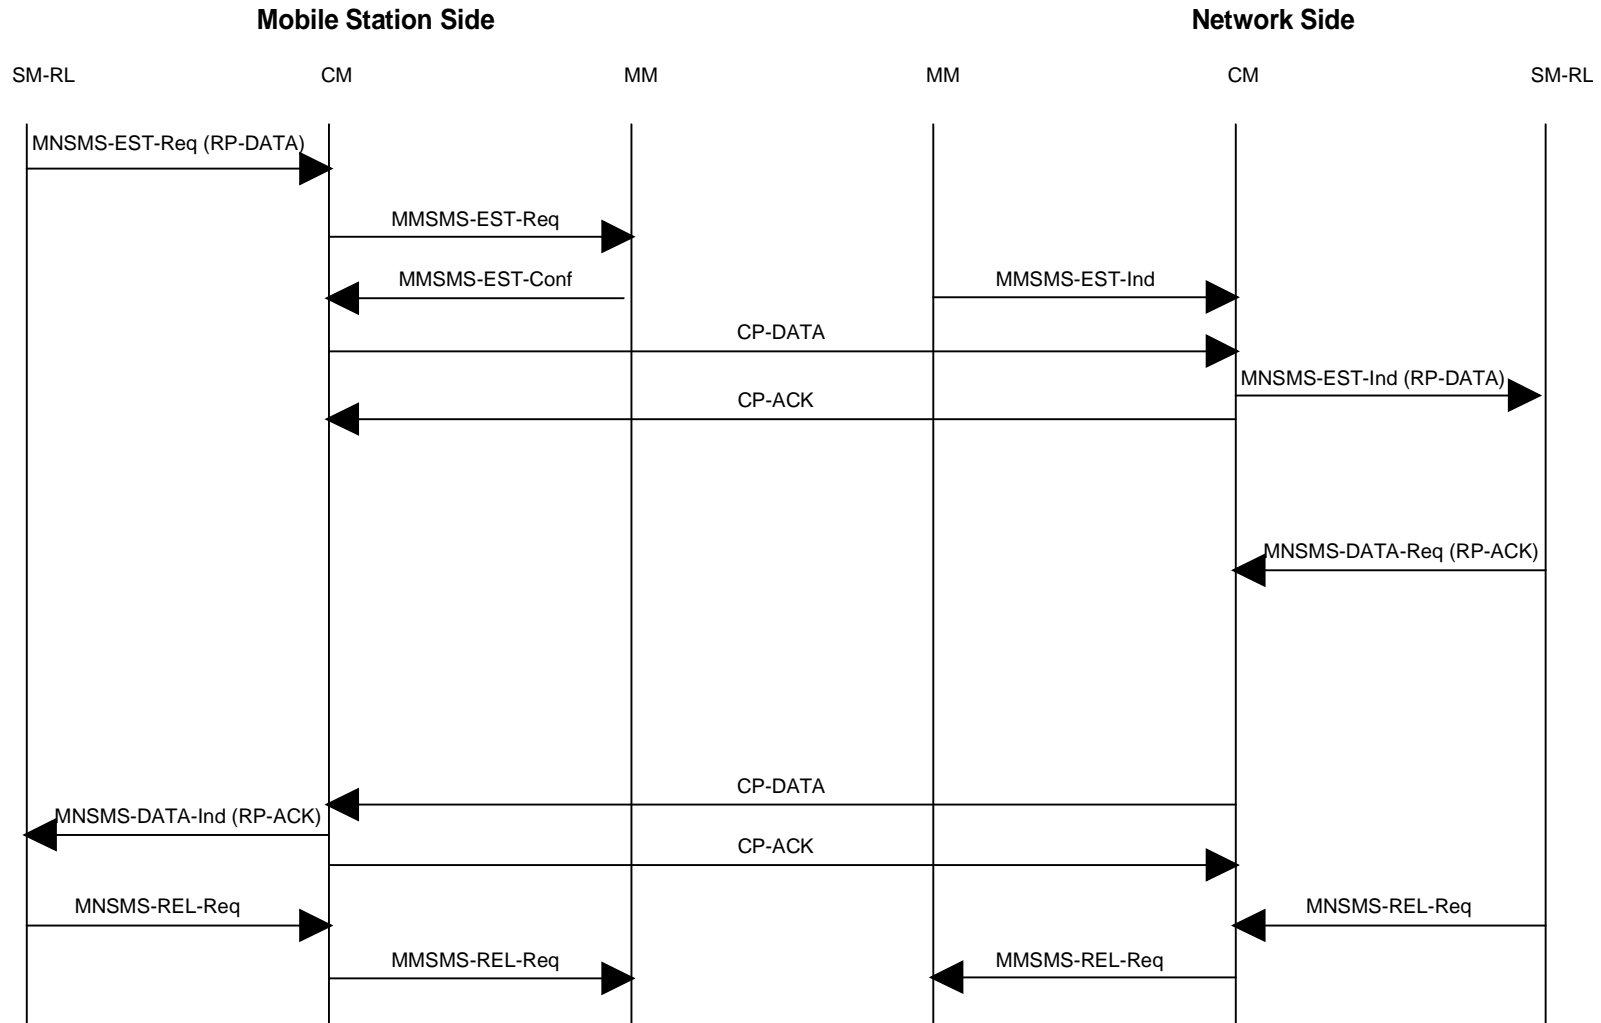 Mobile Station Side
Network Side
SM-RL
CM
MM
MM
CM
SM-RL
MNSMS-EST-Req (RP-DATA)
MMSMS-EST-Req
MMSMS-EST-Conf
MMSMS-EST-Ind
CP-DATA
MNSMS-EST-Ind (RP-DATA)
CP-ACK
MNSMS-DATA-Req (RP-ACK)
CP-DATA
MNSMS-DATA-Ind (RP-ACK)
CP-ACK
MNSMS-REL-Req
MNSMS-REL-Req
MMSMS-REL-Req
MMSMS-REL-Req